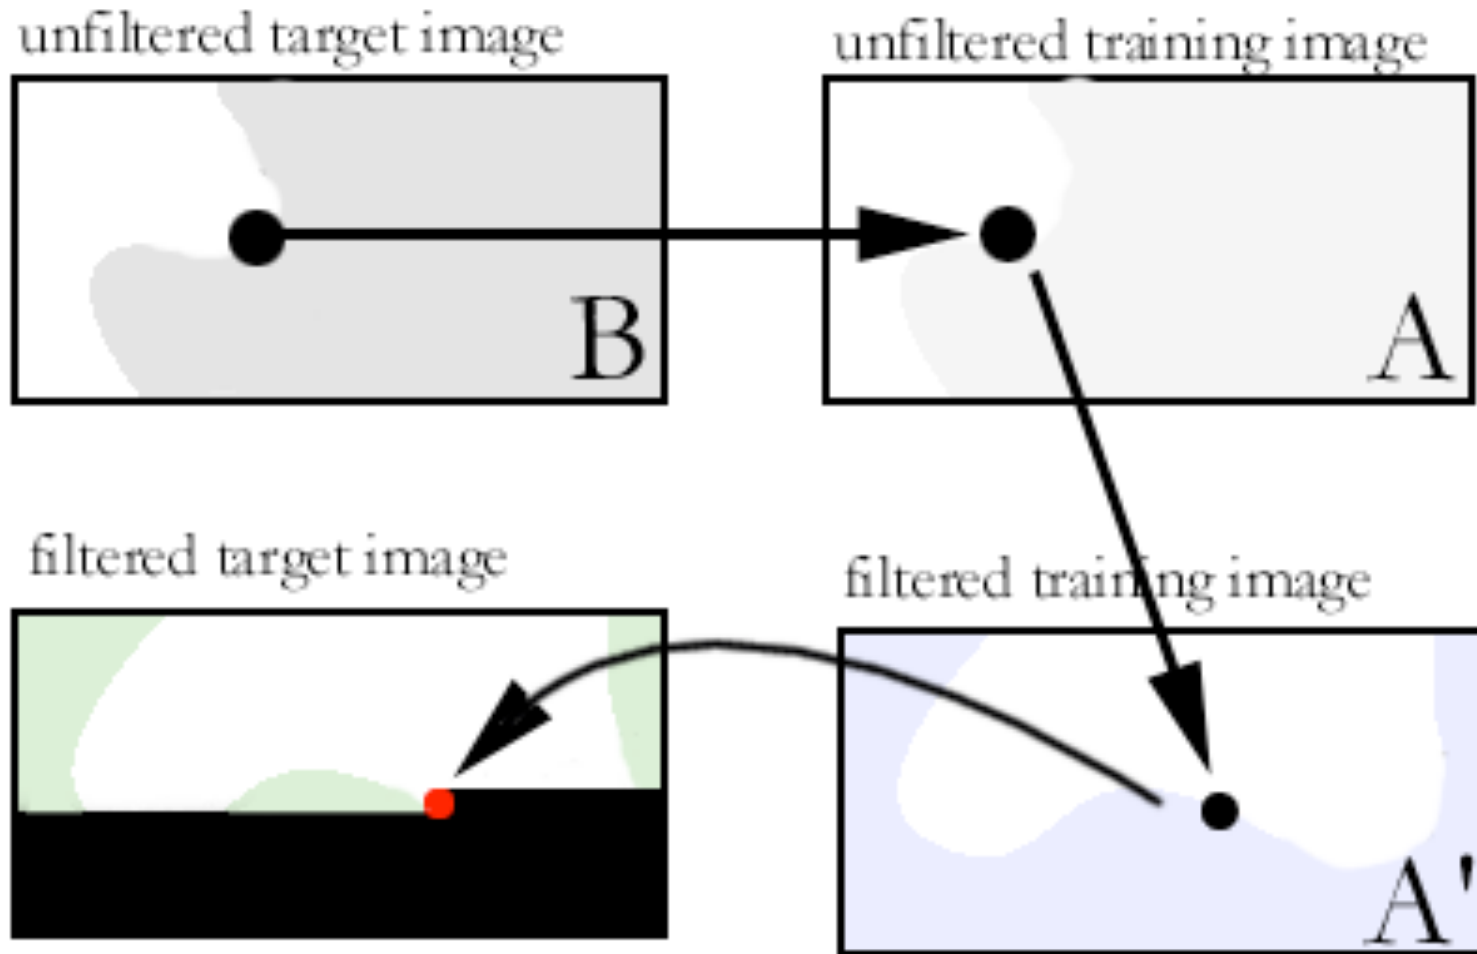 unfiltered target image
unfiltered training image
B
A
filtered target image
filtered training image
A'